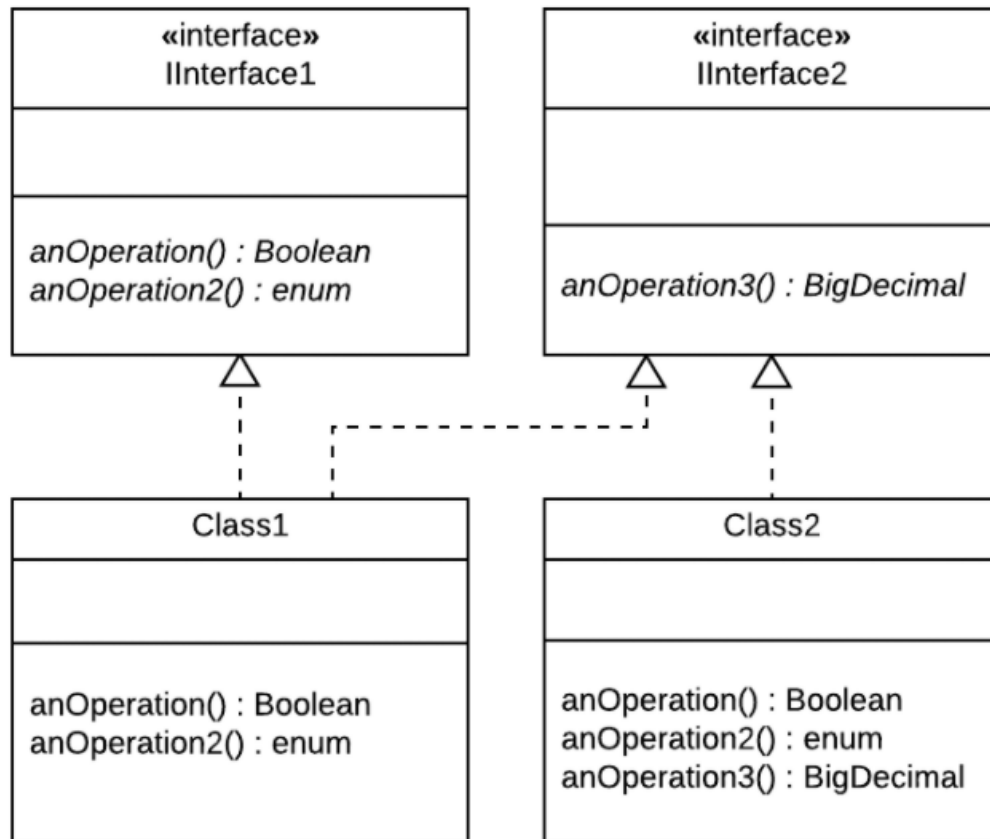 «interface»
IInterface1
anOperation() : Boolean
anOperation2() : enum
«interface»
IInterface2
anOperation3() : BigDecimal
Class1
anOperation() : Boolean
anOperation2() : enum
Class2
anOperation() : Boolean
anOperation2() : enum
anOperation3() : BigDecimal